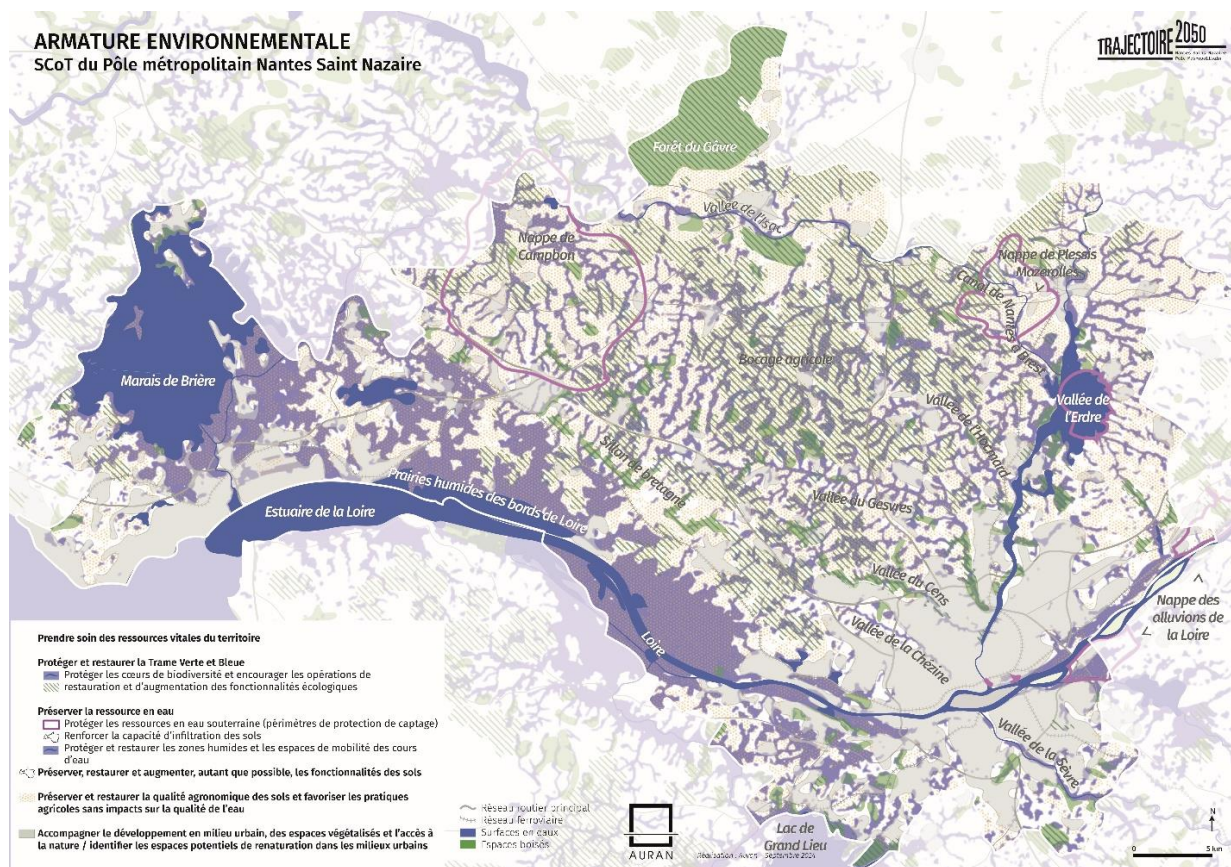 ARMATURE ENVIRONNEMENTALE
SCoT du Pôle métropolitain Nantes Saint Nazaire
TRAJECTOIRE 2050
Forêt du Gâvre
Vallée de l'Isac
Nappe de
Campbon
Nappe de Plessis
Mazerolles
Canal de Nantes à Brest
Bocage agricole
Marais de Brière
Vallée de
l'Erdre
Vallée de l'Hocmard
Sillon de bretagne
Prairies humides des bords de Loire
Vallée du Gesvres
Estuaire de la Loire
Vallée du Cens
Nappe des
alluvions de
la Loire
Vallée de la Chézine
Loire
Vallée de la Sèvre
Lac de
Grand Lieu
Prendre soin des ressources vitales du territoire
Protéger et restaurer la Trame Verte et Bleue
Protéger les cœurs de biodiversité et encourager les opérations de
restauration et d'augmentation des fonctionnalités écologiques
Préserver la ressource en eau
Protéger les ressources en eau souterraine (périmètres de protection de captage)
Renforcer la capacité d'infiltration des sols
Protéger et restaurer les zones humides et les espaces de mobilité des cours
d'eau
Préserver, restaurer et augmenter, autant que possible, les fonctionnalités des sols
Préserver et restaurer la qualité agronomique des sols et favoriser les pratiques
agricoles sans impacts sur la qualité de l'eau
Accompagner le développement en milieu urbain, des espaces végétalisés et l'accès à
la nature / identifier les espaces potentiels de renaturation dans les milieux urbains
Réseau routier principal
Réseau ferroviaire
Surfaces en eaux
Espaces boisés
AURAN
Réalisation : Auran - Septembre 2024
N
0 5 km